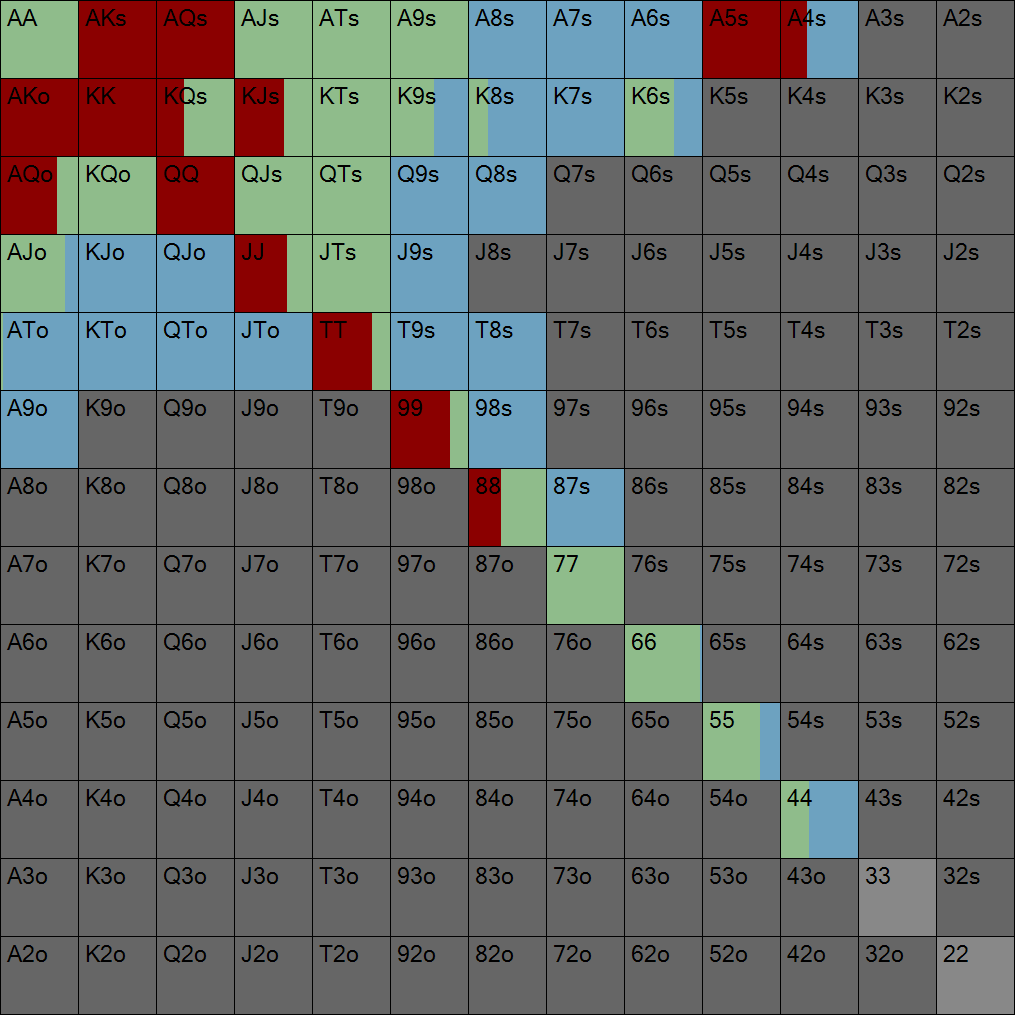 AA AKs AQs AJs ATs A9s A8s A7s A6s A5s A4s A3s A2s
AKo KK KQs KJs KTs K9s K8s K7s K6s K5s K4s K3s K2s
AQo KQo QQ QJs QTs Q9s Q8s Q7s Q6s Q5s Q4s Q3s Q2s
AJo KJo QJo JJ JTs J9s J8s J7s J6s J5s J4s J3s J2s
ATo KTo QTo JTo TT T9s T8s T7s T6s T5s T4s T3s T2s
A9o K9o Q9o J9o T9o 99 98s 97s 96s 95s 94s 93s 92s
A8o K8o Q8o J8o T8o 98o 88 87s 86s 85s 84s 83s 82s
A7o K7o Q7o J7o T7o 97o 87o 77 76s 75s 74s 73s 72s
A6o K6o Q6o J6o T6o 96o 86o 76o 66 65s 64s 63s 62s
A5o K5o Q5o J5o T5o 95o 85o 75o 65o 55 54s 53s 52s
A4o K4o Q4o J4o T4o 94o 84o 74o 64o 54o 44 43s 42s
A3o K3o Q3o J3o T3o 93o 83o 73o 63o 53o 43o 33 32s
A2o K2o Q2o J2o T2o 92o 82o 72o 62o 52o 42o 32o 22